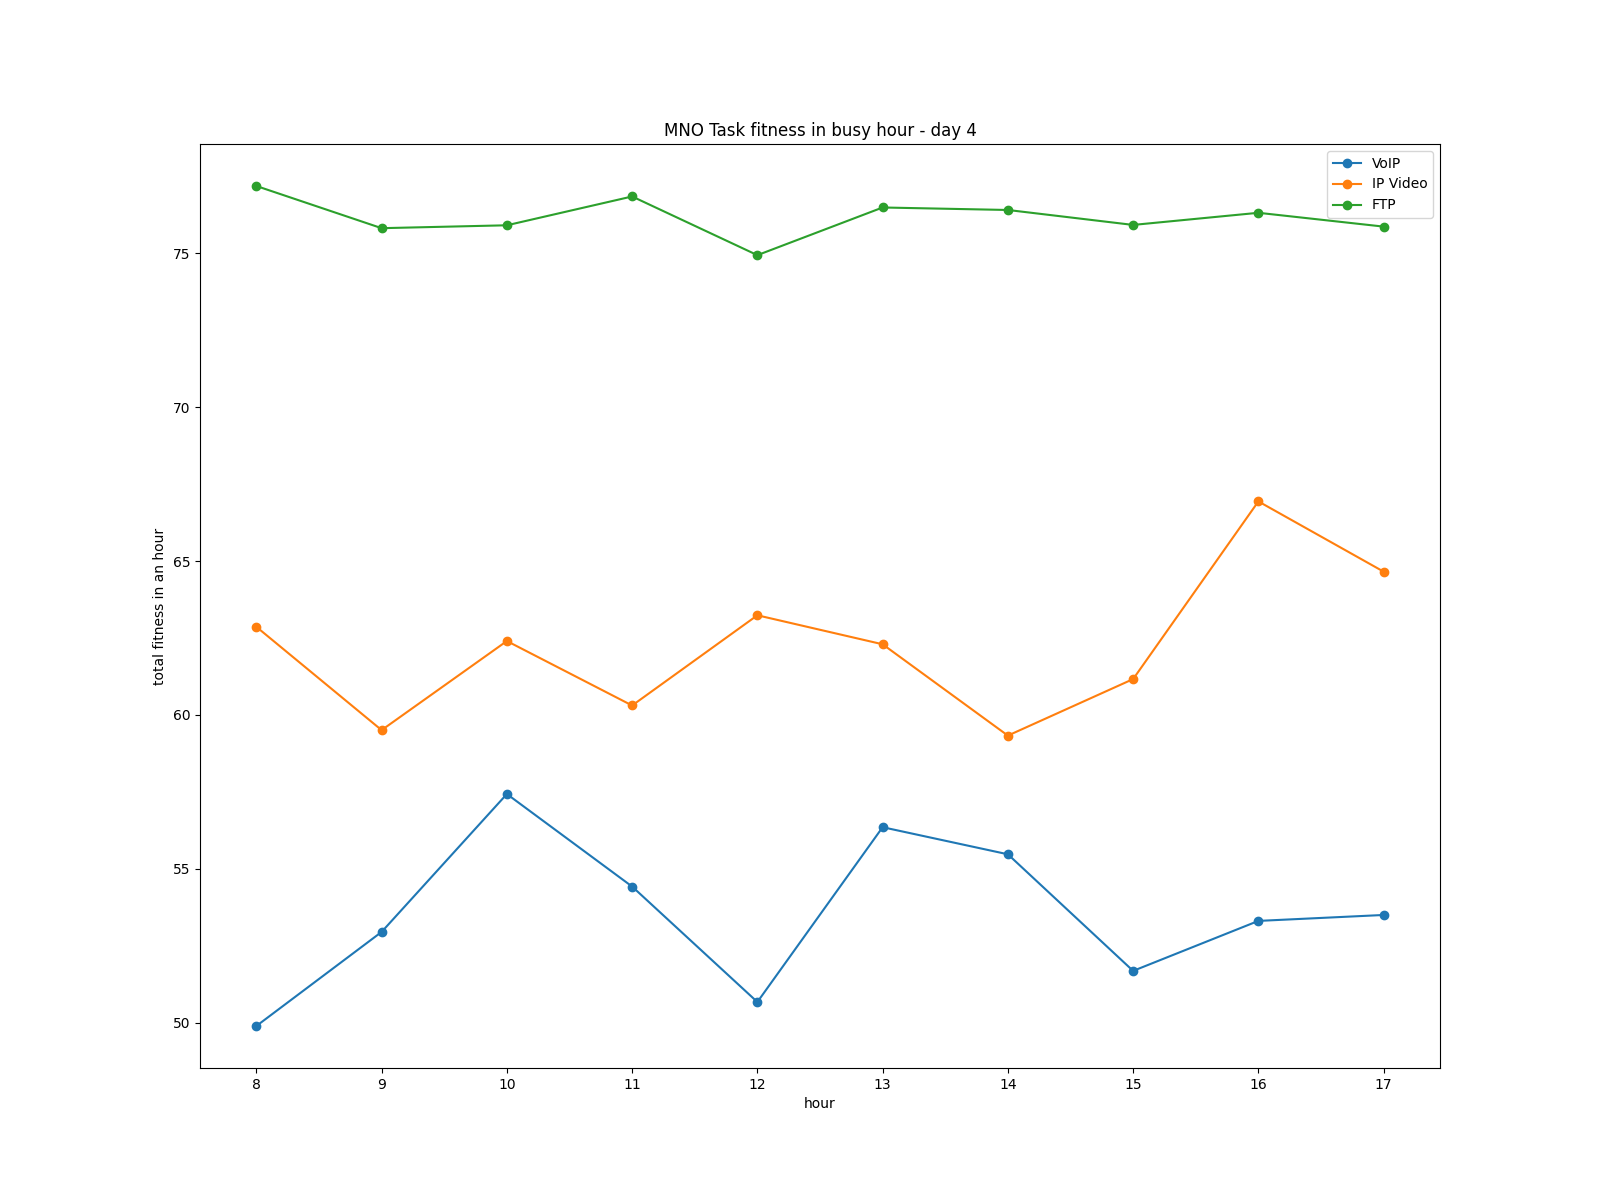 MNO Task fitness in busy hour - day 4
VoIP
IP Video
FTP
75
70
65
60
55
50
total fitness in an hour
8 9 10 11 12 13 14 15 16 17
hour